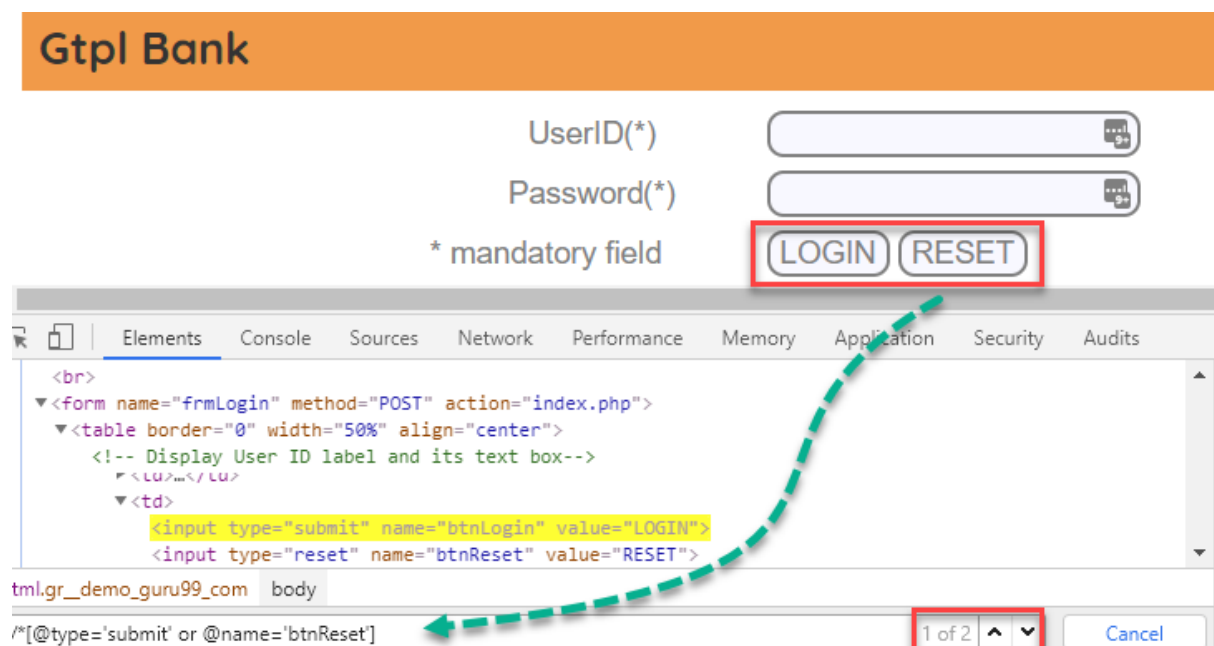 Gtpl Bank
UserID(*)
Password(*)
* mandatory field LOGIN RESET
Elements Console Sources Network Performance Memory Application Security Audits
<br>
▼<form name="frmLogin" method="POST" action="index.php">
▼<table border="0" width="50%" align="center">
<!-- Display User ID label and its text box-->
▶<td>…</td>
▼<td>
<input type="submit" name="btnLogin" value="LOGIN">
<input type="reset" name="btnReset" value="RESET">
tml.gr__demo_guru99_com body
/*[@type='submit' or @name='btnReset'] 1 of 2 Cancel